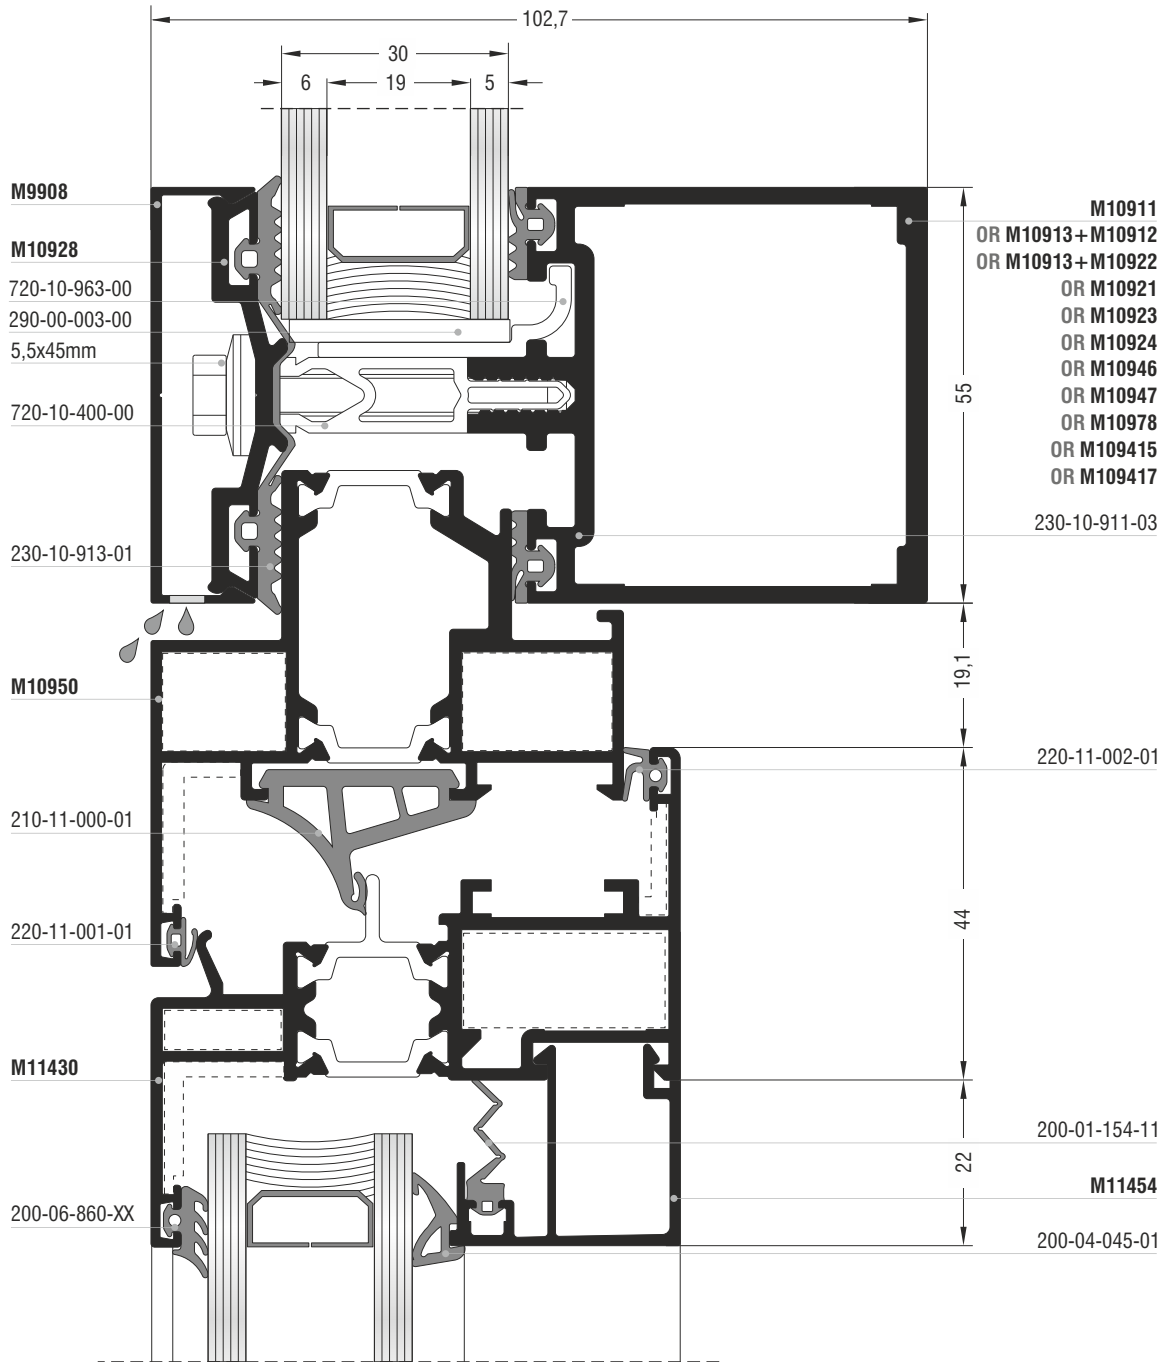 102,7
30
6
19
5
M9908
M10928
720-10-963-00
290-00-003-00
5,5x45mm
720-10-400-00
230-10-913-01
M10950
210-11-000-01
220-11-001-01
M11430
200-06-860-XX
M10911
OR M10913+M10912
OR M10913+M10922
OR M10921
OR M10923
OR M10924
OR M10946
OR M10947
OR M10978
OR M109415
OR M109417
230-10-911-03
220-11-002-01
200-01-154-11
M11454
200-04-045-01
55
19,1
44
22